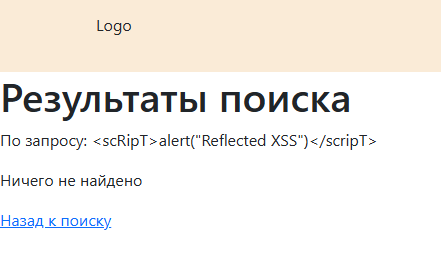 Logo
Результаты поиска
По запросу: <scRipT>alert("Reflected XSS")</scripT>
Ничего не найдено
Назад к поиску